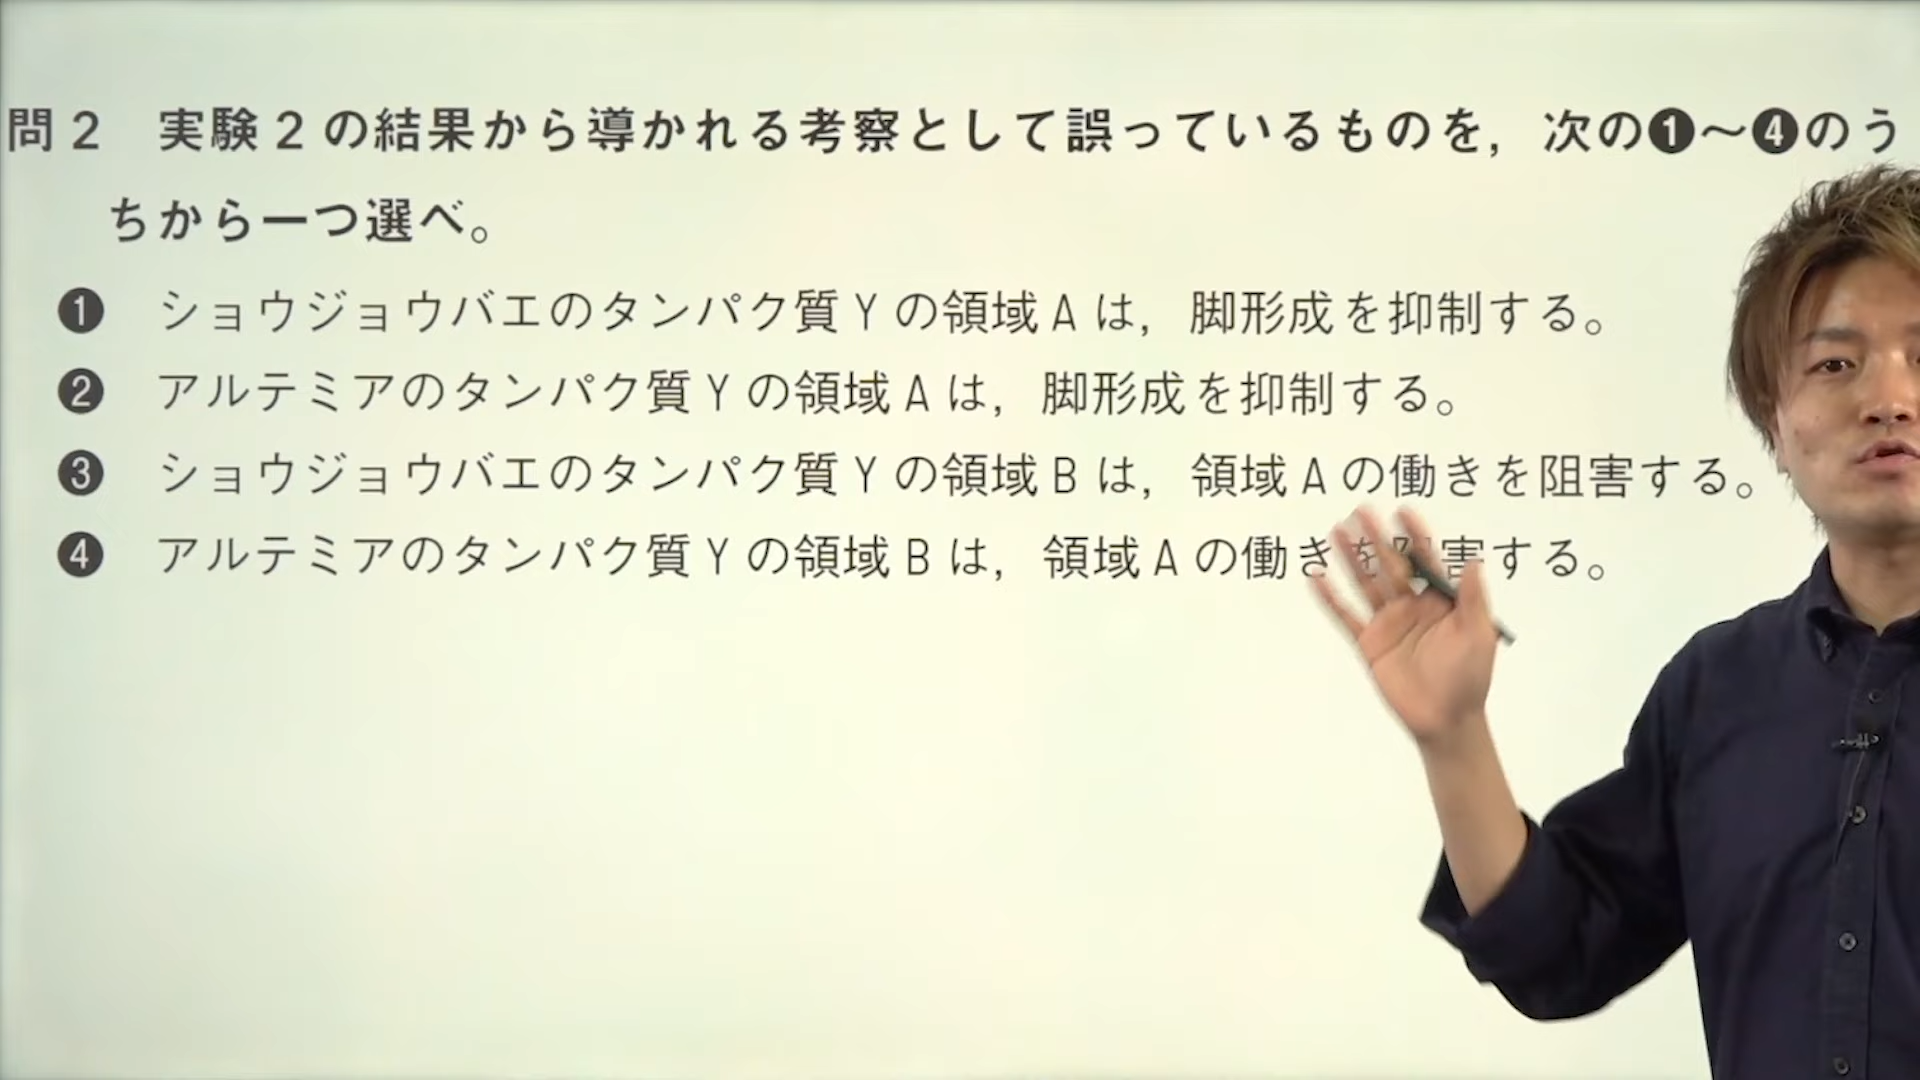 問2 実験2の結果から導かれる考察として誤っているものを，次の❶～❹のう
ちから一つ選べ。
❶ ショウジョウバエのタンパク質Yの領域Aは，脚形成を抑制する。
❷ アルテミアのタンパク質Yの領域Aは，脚形成を抑制する。
❸ ショウジョウバエのタンパク質Yの領域Bは，領域Aの働きを阻害する。
❹ アルテミアのタンパク質Yの領域Bは，領域Aの働きを阻害する。